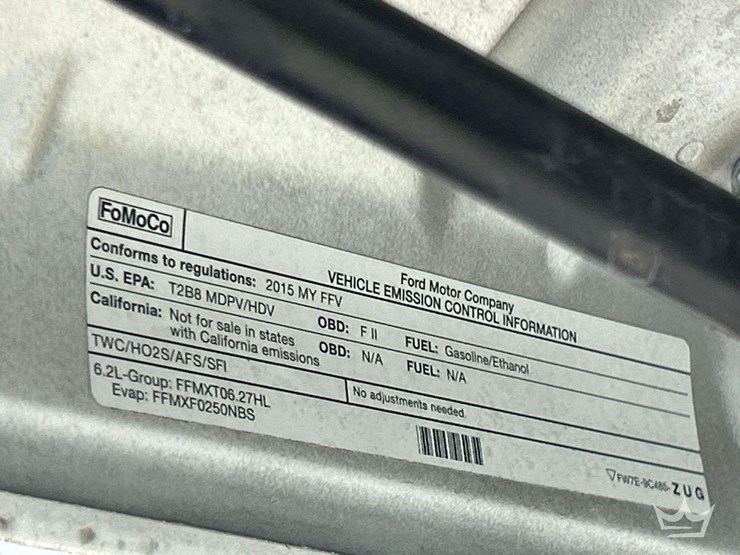 FoMoCo
Ford Motor Company
VEHICLE EMISSION CONTROL INFORMATION
Conforms to regulations: 2015 MY FFV
U.S. EPA: T2B8 MDPV/HDV OBD: F II FUEL: Gasoline/Ethanol
California: Not for sale in states with California emissions OBD: N/A FUEL: N/A
TWC/HO2S/AFS/SFI
No adjustments needed
6.2L-Group: FFMXT06.27HL
Evap: FFMXF0250NBS
FW7E-9C485-ZUG